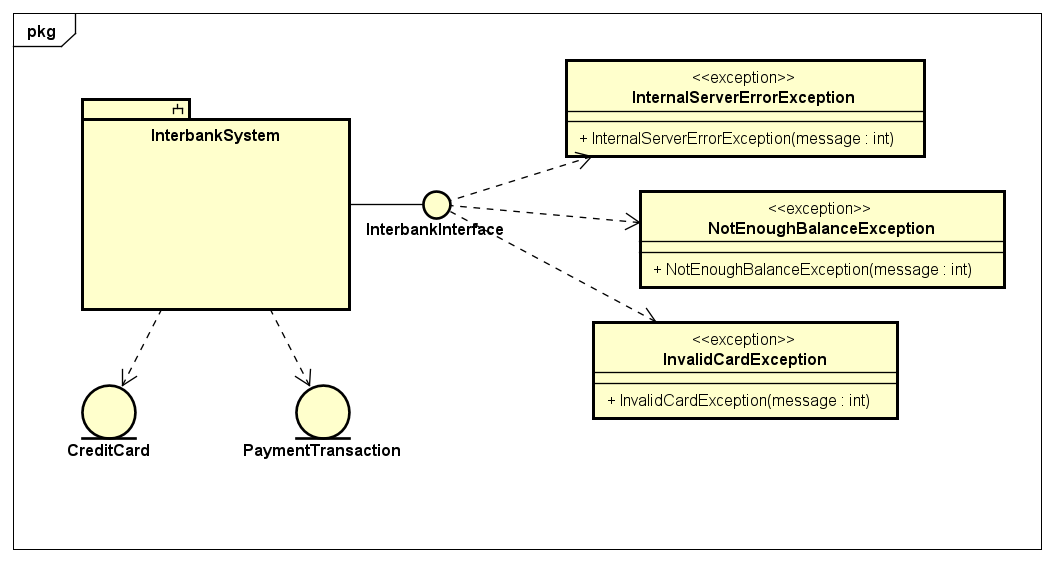 pkg
InterbankSystem
InterbankInterface
<<exception>>
InternalServerErrorException
+ InternalServerErrorException(message : int)
<<exception>>
NotEnoughBalanceException
+ NotEnoughBalanceException(message : int)
<<exception>>
InvalidCardException
+ InvalidCardException(message : int)
CreditCard
PaymentTransaction